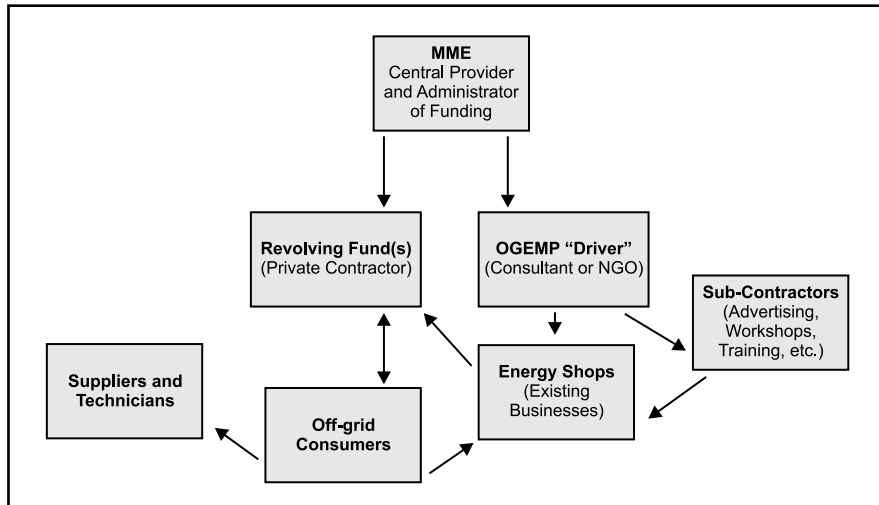 MME
Central Provider
and Administrator
of Funding
Revolving Fund(s)
(Private Contractor)
OGEMP “Driver”
(Consultant or NGO)
Sub-Contractors
(Advertising,
Workshops,
Training, etc.)
Suppliers and
Technicians
Off-grid
Consumers
Energy Shops
(Existing
Businesses)